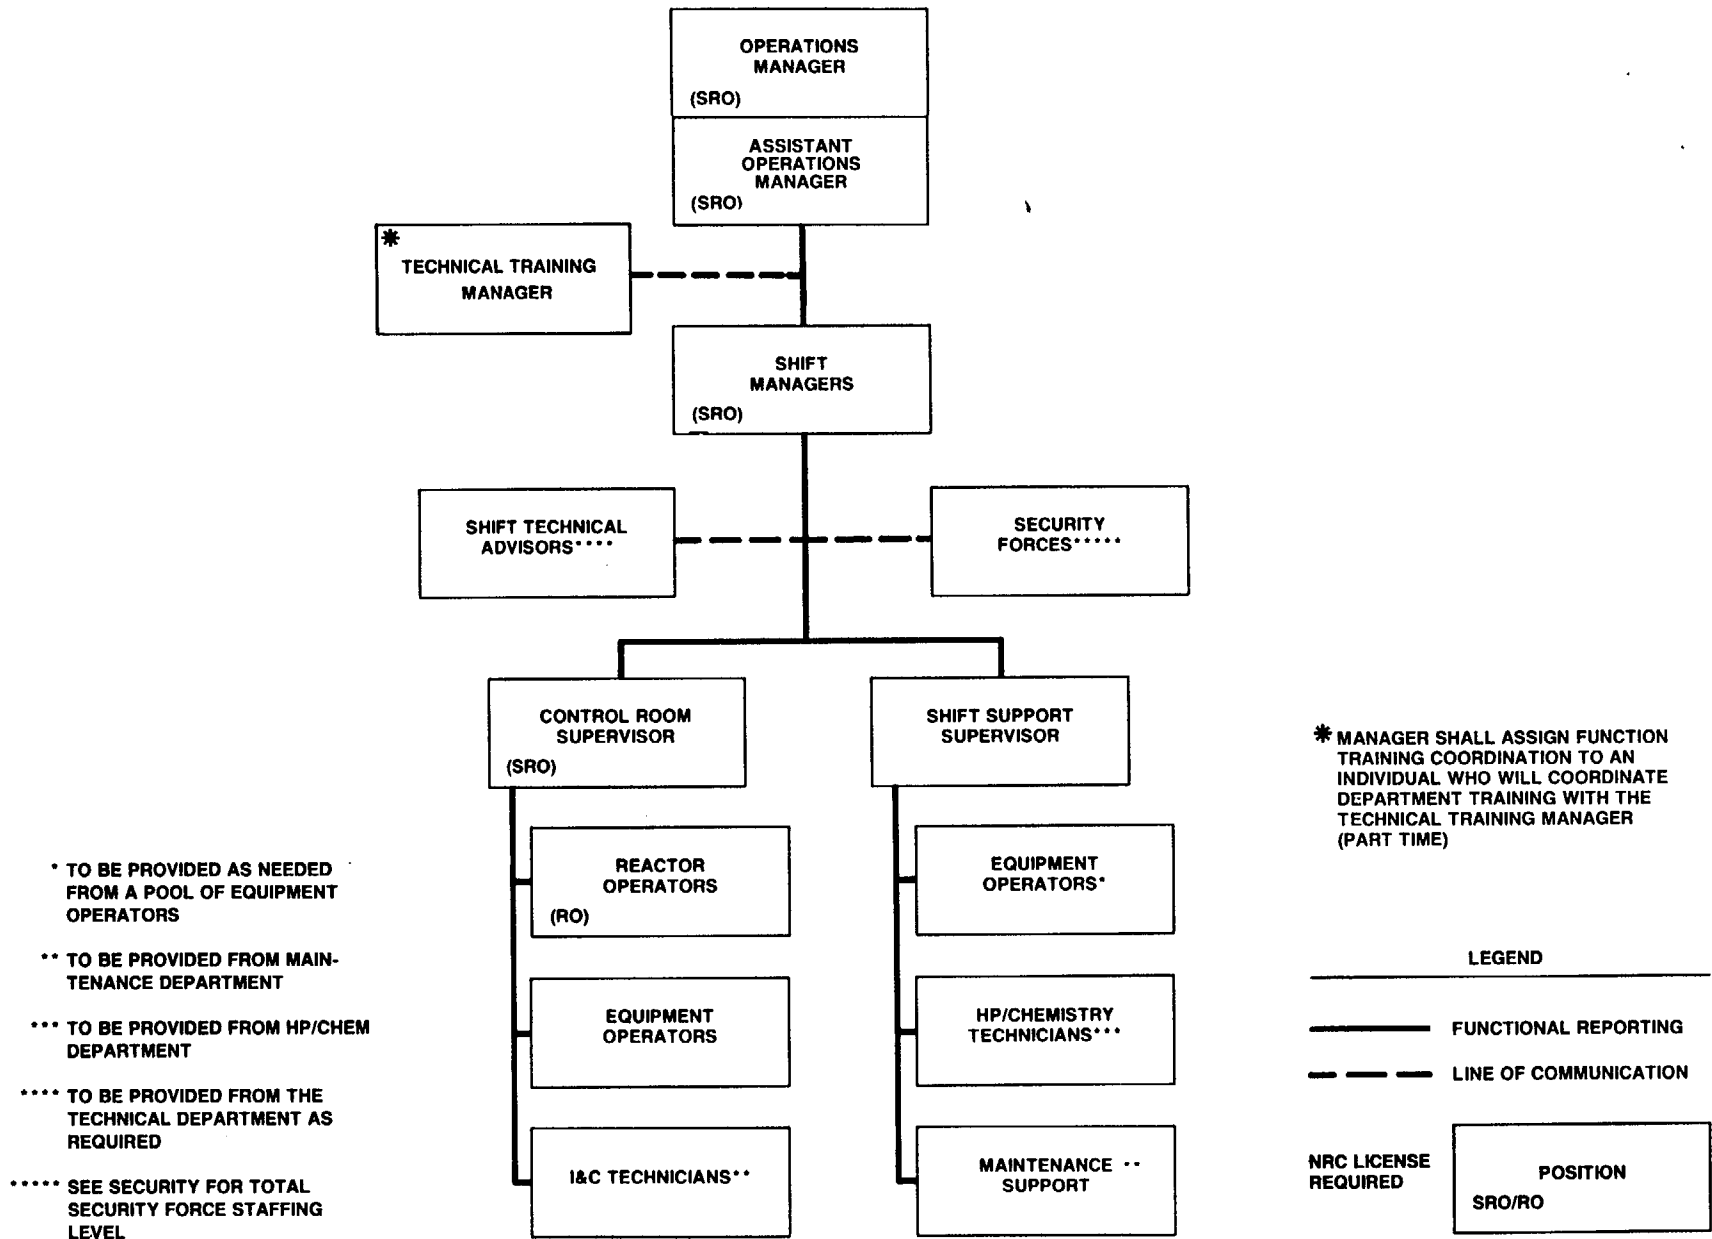 OPERATIONS
MANAGER
(SRO)
ASSISTANT
OPERATIONS
MANAGER
(SRO)
*
TECHNICAL TRAINING
MANAGER
SHIFT
MANAGERS
(SRO)
SHIFT TECHNICAL
ADVISORS****
SECURITY
FORCES*****
CONTROL ROOM
SUPERVISOR
(SRO)
SHIFT SUPPORT
SUPERVISOR
REACTOR
OPERATORS
(RO)
EQUIPMENT
OPERATORS
I&C TECHNICIANS**
EQUIPMENT
OPERATORS*
HP/CHEMISTRY
TECHNICIANS***
MAINTENANCE **
SUPPORT
* TO BE PROVIDED AS NEEDED
FROM A POOL OF EQUIPMENT
OPERATORS
** TO BE PROVIDED FROM MAIN-
TENANCE DEPARTMENT
*** TO BE PROVIDED FROM HP/CHEM
DEPARTMENT
**** TO BE PROVIDED FROM THE
TECHNICAL DEPARTMENT AS
REQUIRED
***** SEE SECURITY FOR TOTAL
SECURITY FORCE STAFFING
LEVEL
* MANAGER SHALL ASSIGN FUNCTION
TRAINING COORDINATION TO AN
INDIVIDUAL WHO WILL COORDINATE
DEPARTMENT TRAINING WITH THE
TECHNICAL TRAINING MANAGER
(PART TIME)
LEGEND
FUNCTIONAL REPORTING
LINE OF COMMUNICATION
NRC LICENSE
REQUIRED
POSITION
SRO/RO